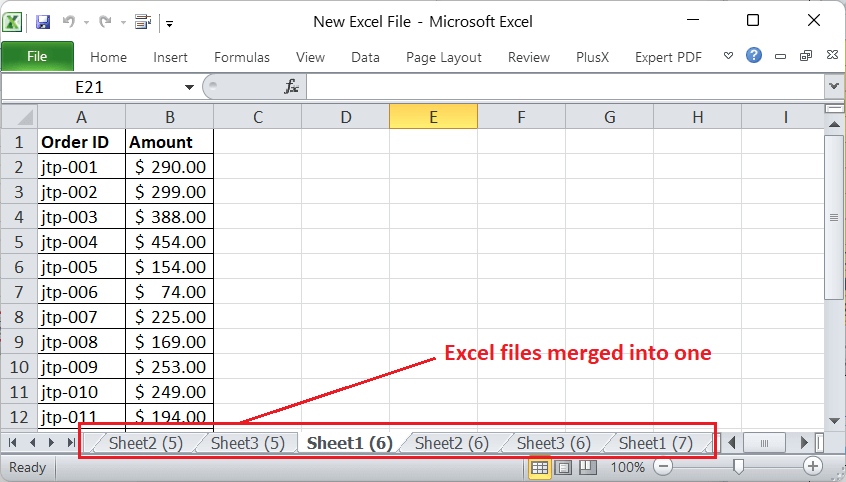 New Excel File - Microsoft Excel
File Home Insert Formulas View Data Page Layout Review PlusX Expert PDF
E21 fx
A B C D E F G H I
1 Order ID Amount
2 jtp-001 $ 290.00
3 jtp-002 $ 299.00
4 jtp-003 $ 388.00
5 jtp-004 $ 454.00
6 jtp-005 $ 154.00
7 jtp-006 $ 74.00
8 jtp-007 $ 225.00
9 jtp-008 $ 169.00
10 jtp-009 $ 253.00
11 jtp-010 $ 249.00
12 jtp-011 $ 194.00
Excel files merged into one
Sheet2 (5) Sheet3 (5) Sheet1 (6) Sheet2 (6) Sheet3 (6) Sheet1 (7)
Ready 100%